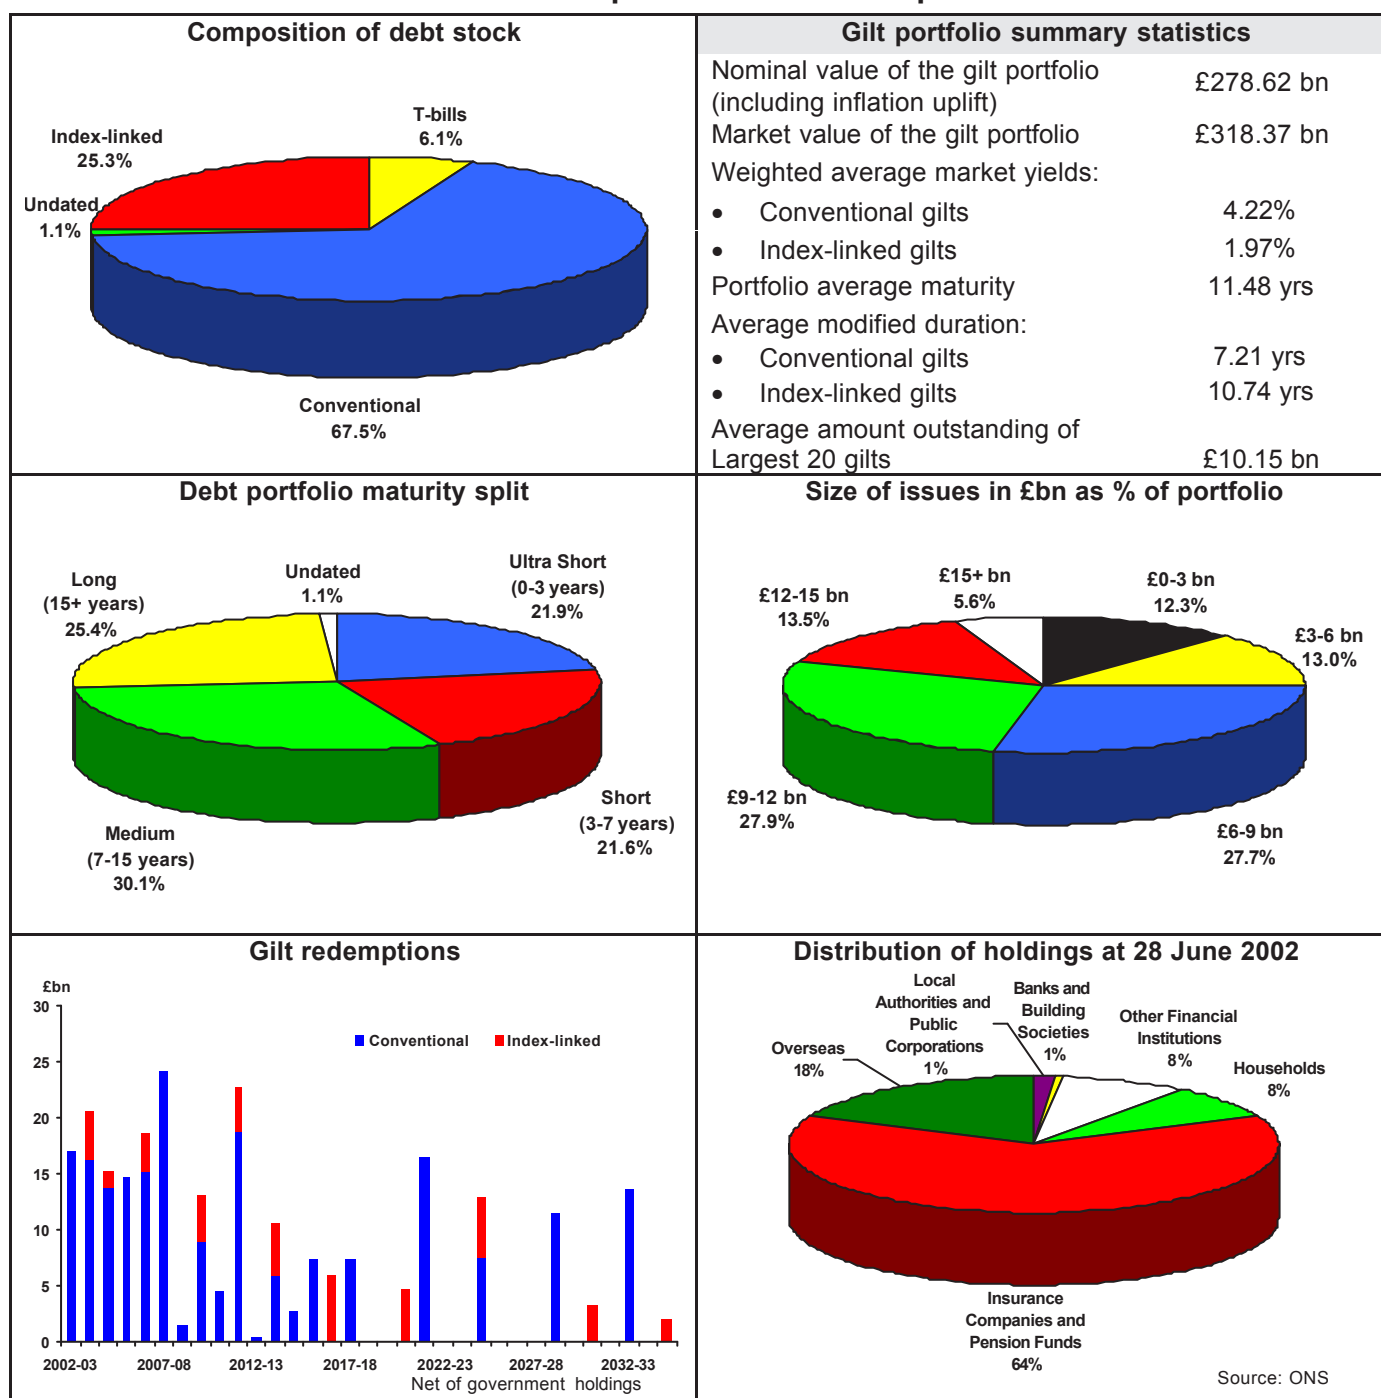 Composition of debt stock
T-bills
6.1%
Index-linked
25.3%
Undated
1.1%
Conventional
67.5%
Gilt portfolio summary statistics
Nominal value of the gilt portfolio
(including inflation uplift) £278.62 bn
Market value of the gilt portfolio £318.37 bn
Weighted average market yields:
• Conventional gilts 4.22%
• Index-linked gilts 1.97%
Portfolio average maturity 11.48 yrs
Average modified duration:
• Conventional gilts 7.21 yrs
• Index-linked gilts 10.74 yrs
Average amount outstanding of
Largest 20 gilts £10.15 bn
Debt portfolio maturity split
Long
(15+ years)
25.4%
Undated
1.1%
Ultra Short
(0-3 years)
21.9%
Short
(3-7 years)
21.6%
Medium
(7-15 years)
30.1%
Size of issues in £bn as % of portfolio
£12-15 bn
13.5%
£15+ bn
5.6%
£0-3 bn
12.3%
£3-6 bn
13.0%
£9-12 bn
27.9%
£6-9 bn
27.7%
Gilt redemptions
£bn
30
25
20
15
10
5
0
Conventional Index-linked
2002-03 2007-08 2012-13 2017-18 2022-23 2027-28 2032-33
Net of government holdings
Distribution of holdings at 28 June 2002
Local
Authorities and
Public
Corporations
1%
Banks and
Building
Societies
1%
Other Financial
Institutions
8%
Households
8%
Overseas
18%
Insurance
Companies and
Pension Funds
64%
Source: ONS